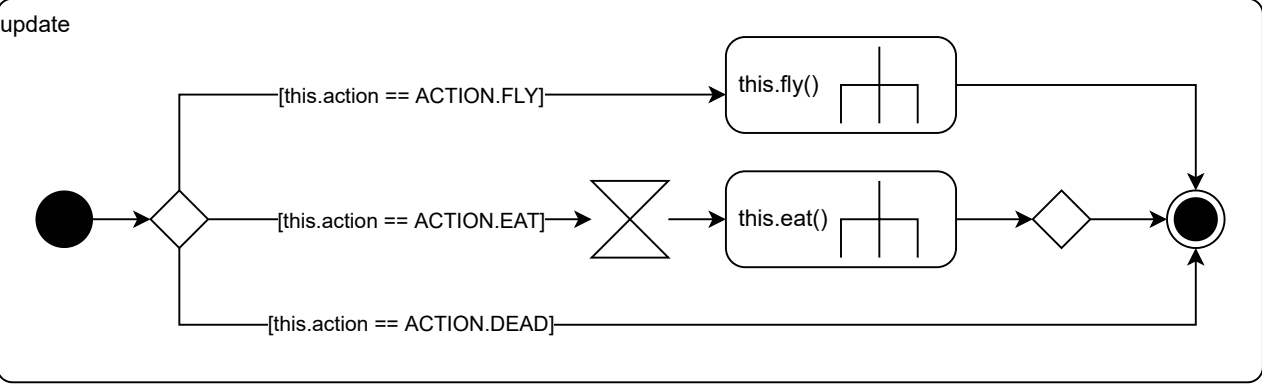 update
[this.action == ACTION.FLY]
this.fly()
[this.action == ACTION.EAT]
this.eat()
[this.action == ACTION.DEAD]